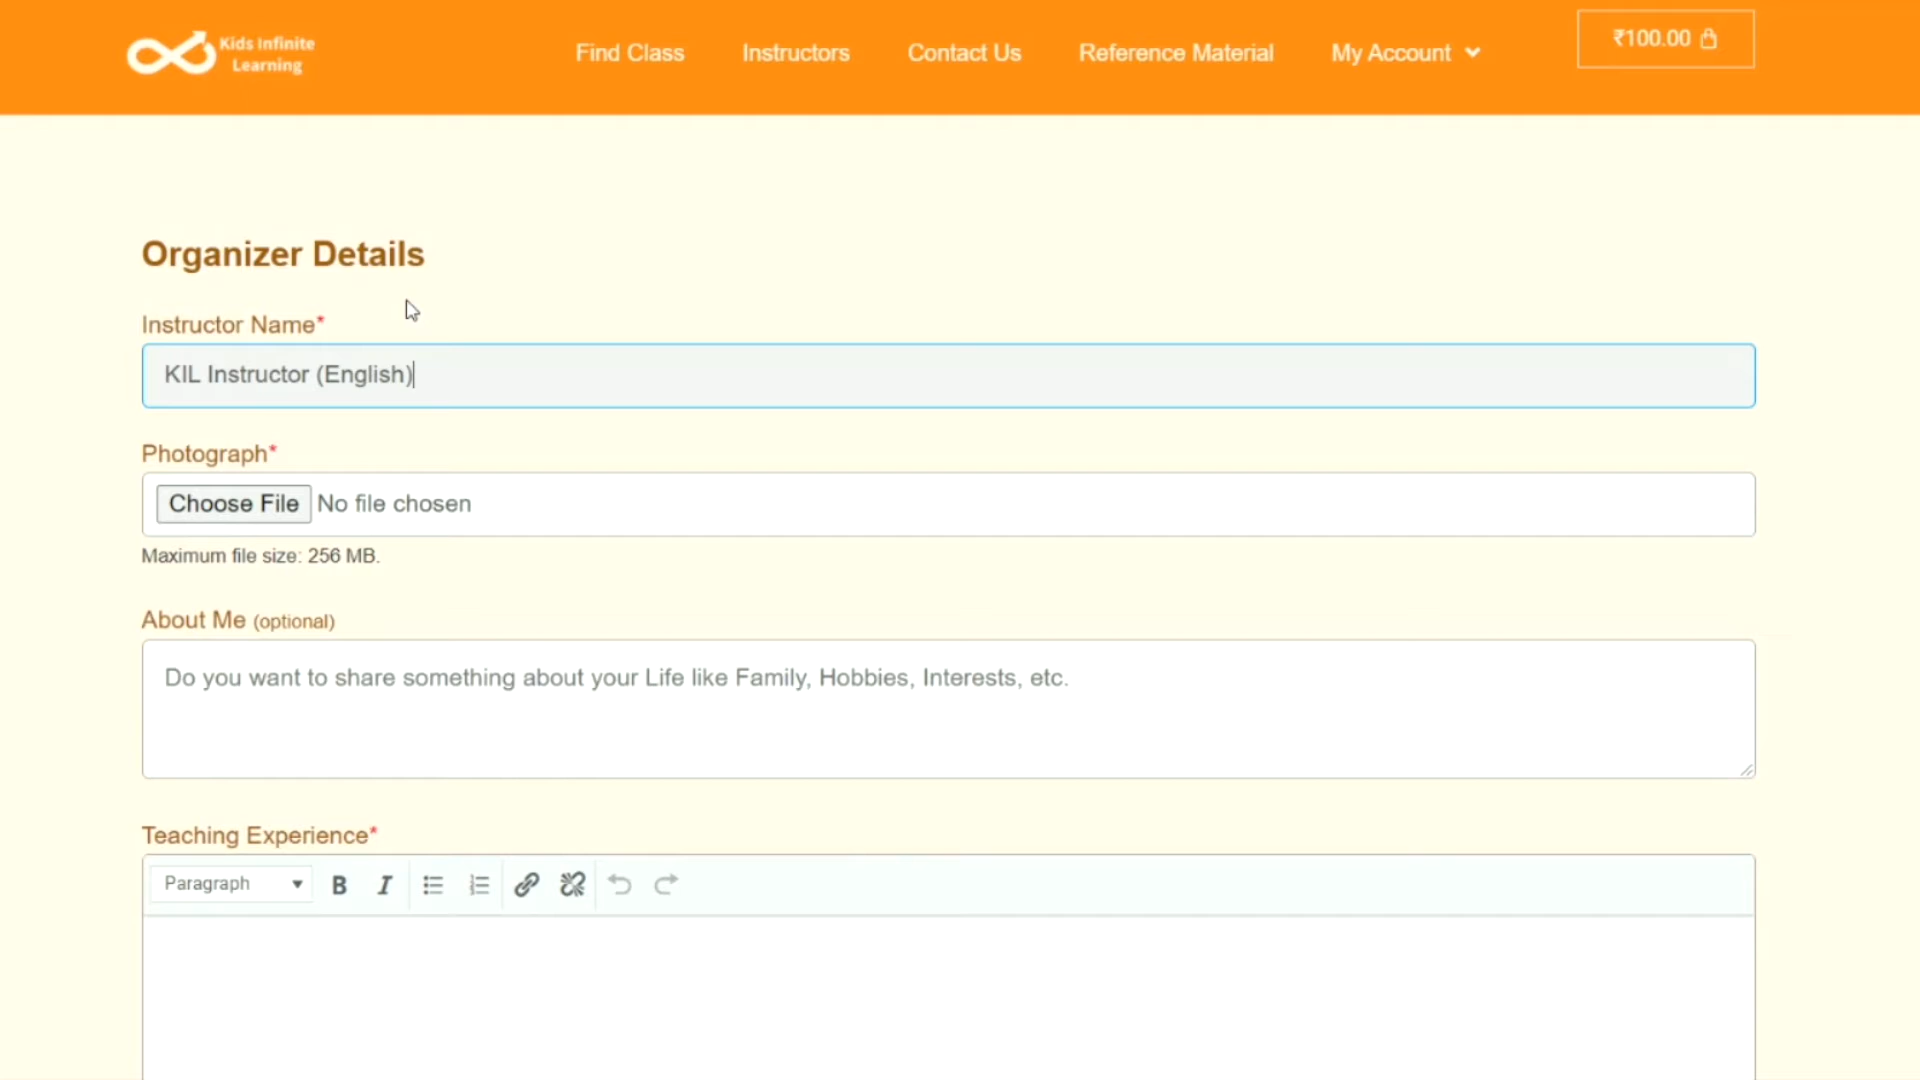 Kids Infinite
Learning
Find Class
Instructors
Contact Us
Reference Material
My Account
₹100.00
Organizer Details
Instructor Name*
KIL Instructor (English)
Photograph*
Choose File No file chosen
Maximum file size: 256 MB.
About Me (optional)
Do you want to share something about your Life like Family, Hobbies, Interests, etc.
Teaching Experience*
Paragraph B I